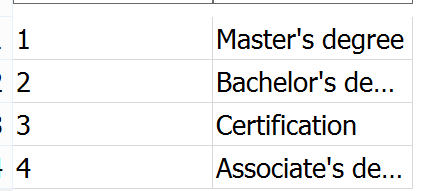 1 Master's degree
2 Bachelor's de...
3 Certification
4 Associate's de...